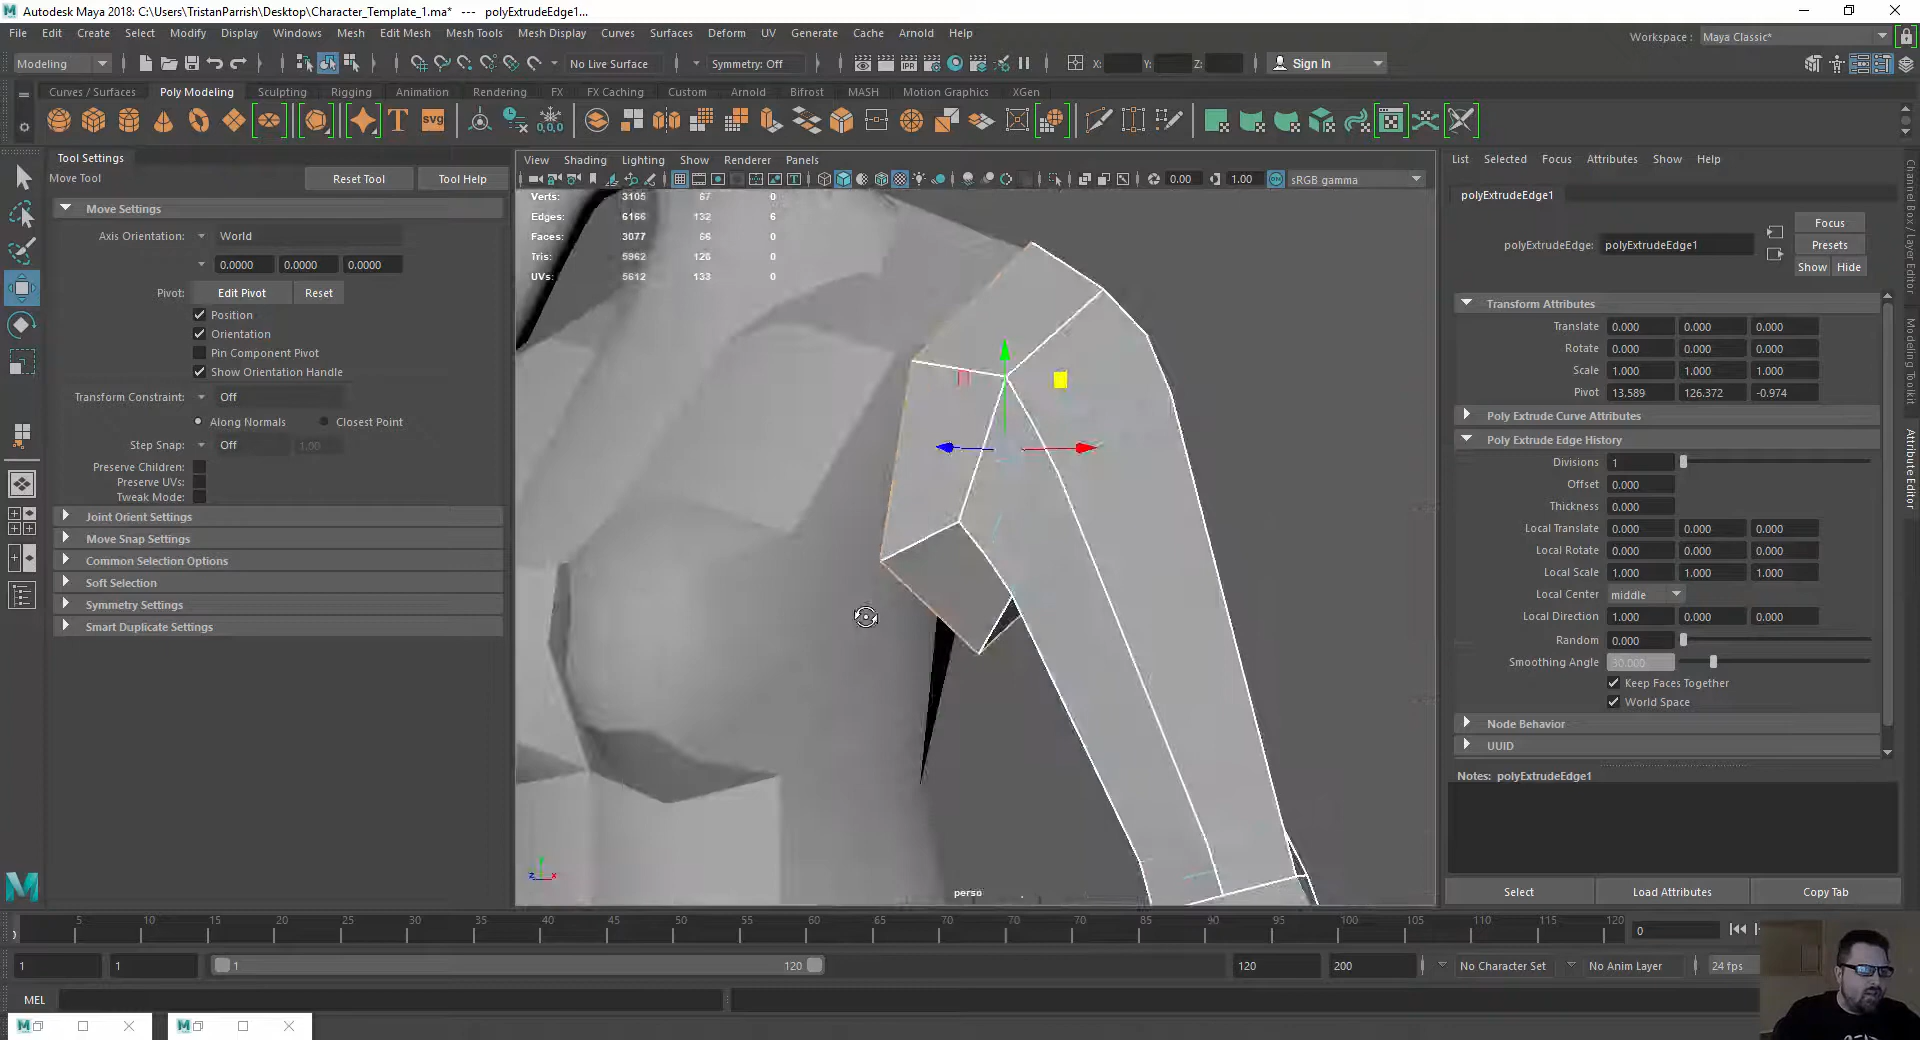 Autodesk Maya 2018: C:\Users\TristanParrish\Desktop\Character_Template_1.ma* --- polyExtrudeEdge1...
File Edit Create Select Modify Display Windows Mesh Edit Mesh Mesh Tools Mesh Display Curves Surfaces Deform UV Generate Cache Arnold Help
Workspace : Maya Classic*
Modeling No Live Surface Symmetry: Off X: Y: Z: Sign In
Curves / Surfaces Poly Modeling Sculpting Rigging Animation Rendering FX FX Caching Custom Arnold Bifrost MASH Motion Graphics XGen
T svg 0,0,0
Tool Settings
Move Tool Reset Tool Tool Help
Move Settings
Axis Orientation: World
0.0000 0.0000 0.0000
Pivot: Edit Pivot Reset
Position
Orientation
Pin Component Pivot
Show Orientation Handle
Transform Constraint: Off
Along Normals Closest Point
Step Snap: Off 1.00
Preserve Children:
Preserve UVs:
Tweak Mode:
Joint Orient Settings
Move Snap Settings
Common Selection Options
Soft Selection
Symmetry Settings
Smart Duplicate Settings
View Shading Lighting Show Renderer Panels
0.00 1.00 sRGB gamma
Verts: 3105 67 0
Edges: 6166 132 6
Faces: 3077 66 0
Tris: 5962 126 0
UVs: 5612 133 0
z x
persp
List Selected Focus Attributes Show Help
polyExtrudeEdge1
polyExtrudeEdge: polyExtrudeEdge1
Focus
Presets
Show Hide
Transform Attributes
Translate 0.000 0.000 0.000
Rotate 0.000 0.000 0.000
Scale 1.000 1.000 1.000
Pivot 13.589 126.372 -0.974
Poly Extrude Curve Attributes
Poly Extrude Edge History
Divisions 1
Offset 0.000
Thickness 0.000
Local Translate 0.000 0.000 0.000
Local Rotate 0.000 0.000 0.000
Local Scale 1.000 1.000 1.000
Local Center middle
Local Direction 1.000 0.000 0.000
Random 0.000
Smoothing Angle 30.000
Keep Faces Together
World Space
Node Behavior
UUID
Notes: polyExtrudeEdge1
Select Load Attributes Copy Tab
Channel Box / Layer Editor
Modeling Toolkit
Attribute Editor
5 10 15 20 25 30 35 40 45 50 55 60 65 70 75 80 85 90 95 100 105 110 115 120
0
1 1 1 120 120 200 No Character Set No Anim Layer 24 fps
MEL